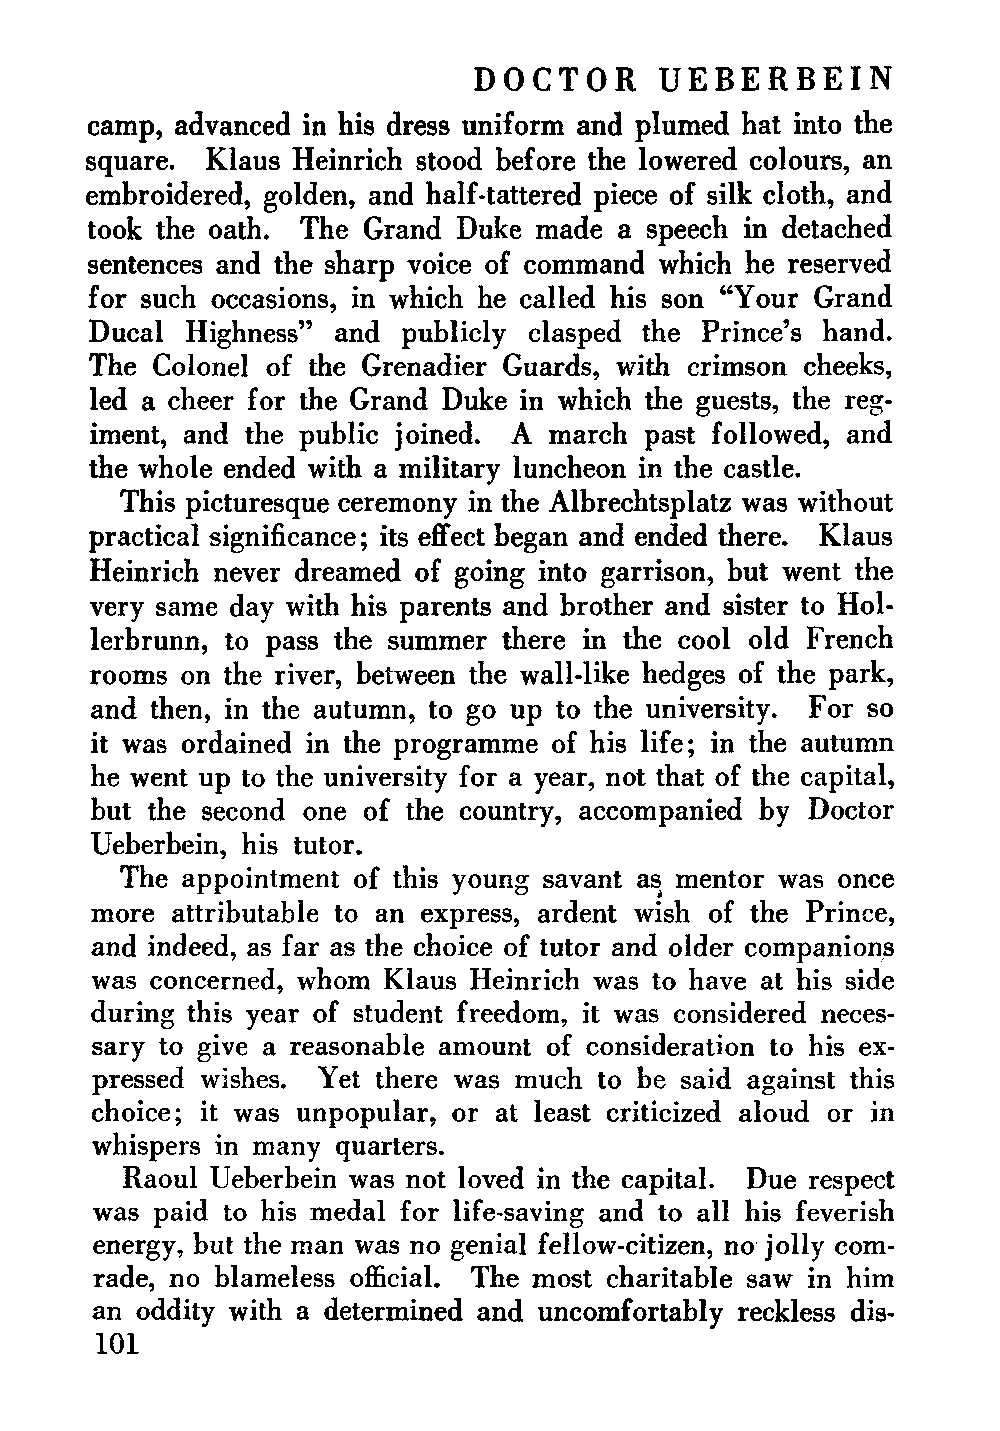 DOCTOR UEBERBEIN
camp, advanced in his dress uniform and plumed hat into the
square. Klaus Heinrich stood before the lowered colours, an
embroidered, golden, and half-tattered piece of silk cloth, and
took the oath. The Grand Duke made a speech in detached
sentences and the sharp voice of command which he reserved
for such occasions, in which he called his son “Your Grand
Ducal Highness” and publicly clasped the Prince’s hand.
The Colonel of the Grenadier Guards, with crimson cheeks,
led a cheer for the Grand Duke in which the guests, the reg-
iment, and the public joined. A march past followed, and
the whole ended with a military luncheon in the castle.
This picturesque ceremony in the Albrechtsplatz was without
practical significance; its effect began and ended there. Klaus
Heinrich never dreamed of going into garrison, but went the
very same day with his parents and brother and sister to Hol-
lerbrunn, to pass the summer there in the cool old French
rooms on the river, between the wall-like hedges of the park,
and then, in the autumn, to go up to the university. For so
it was ordained in the programme of his life; in the autumn
he went up to the university for a year, not that of the capital,
but the second one of the country, accompanied by Doctor
Ueberbein, his tutor.
The appointment of this young savant as mentor was once
more attributable to an express, ardent wish of the Prince,
and indeed, as far as the choice of tutor and older companions
was concerned, whom Klaus Heinrich was to have at his side
during this year of student freedom, it was considered neces-
sary to give a reasonable amount of consideration to his ex-
pressed wishes. Yet there was much to be said against this
choice; it was unpopular, or at least criticized aloud or in
whispers in many quarters.
Raoul Ueberbein was not loved in the capital. Due respect
was paid to his medal for life-saving and to all his feverish
energy, but the man was no genial fellow-citizen, no jolly com-
rade, no blameless official. The most charitable saw in him
an oddity with a determined and uncomfortably reckless dis-
101